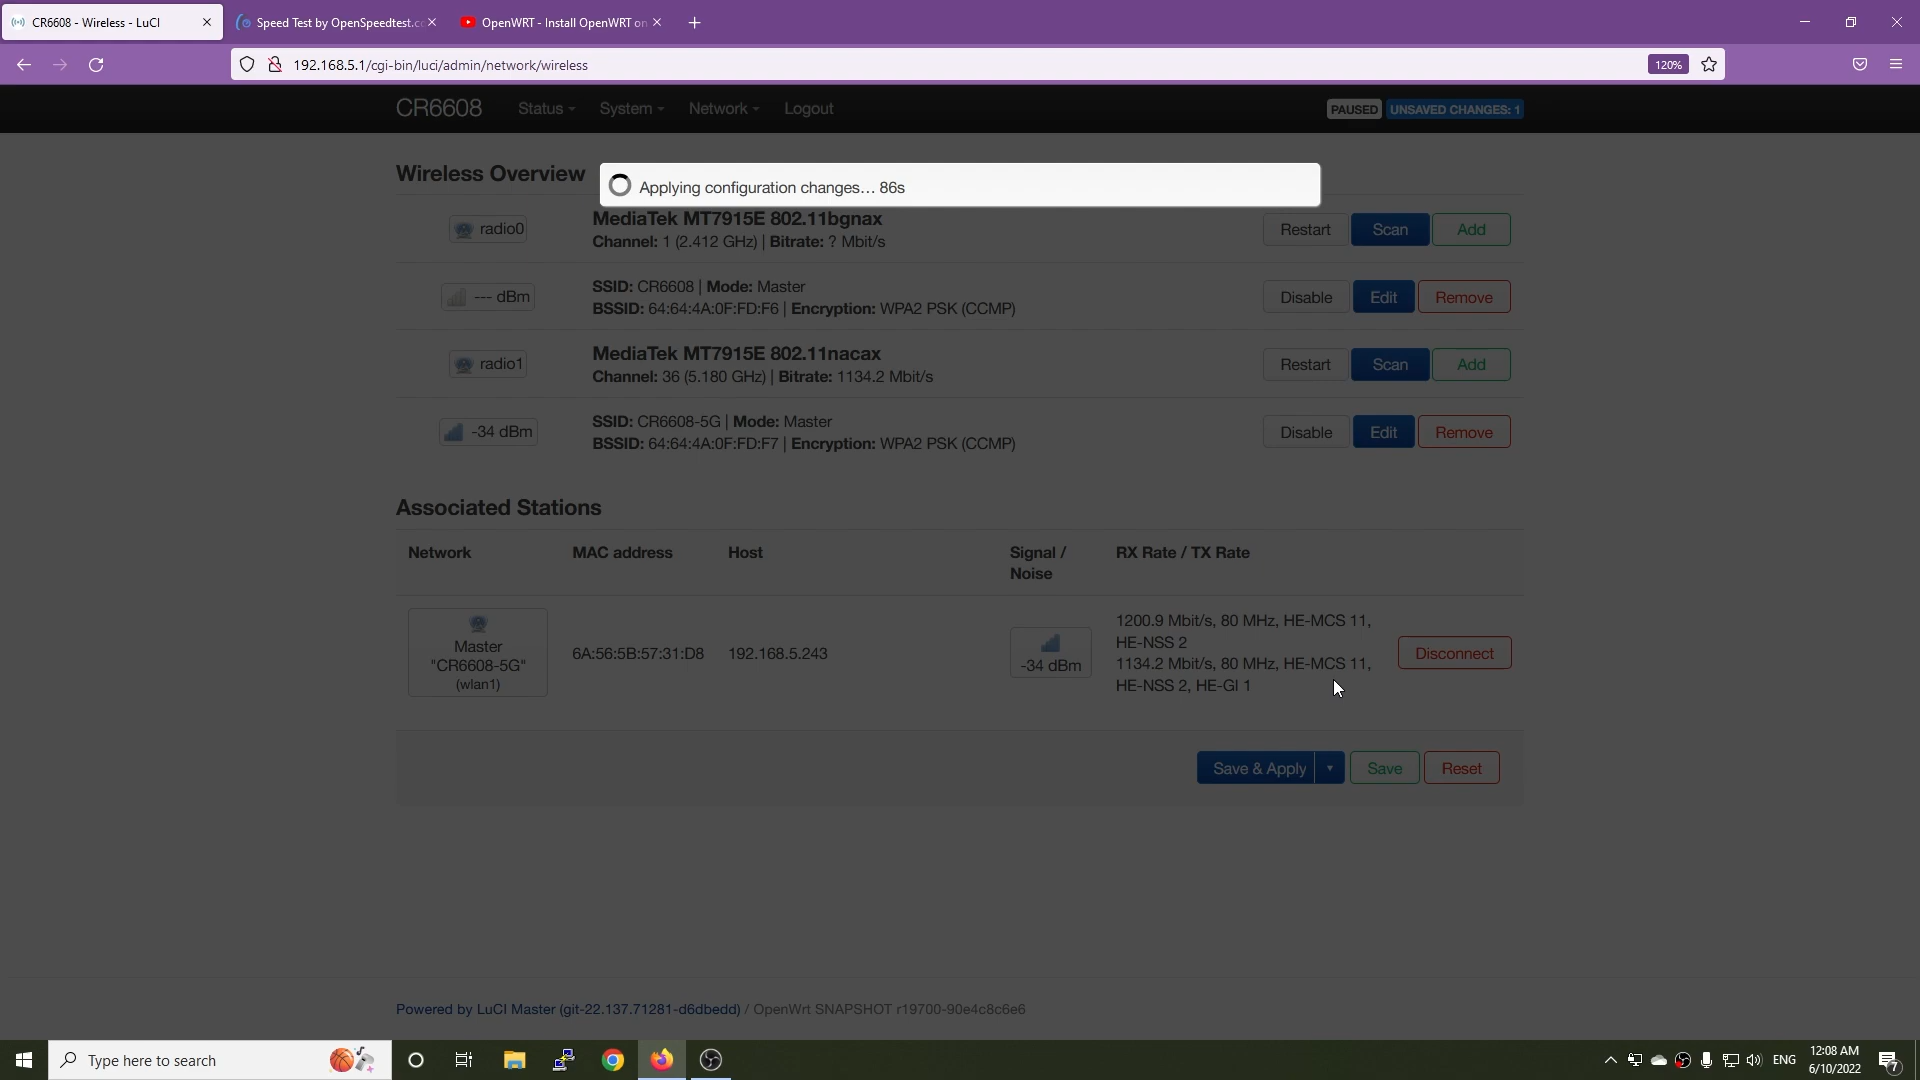 CR6608 - Wireless - LuCI
Speed Test by OpenSpeedtest.co
OpenWRT - Install OpenWRT on
192.168.5.1/cgi-bin/luci/admin/network/wireless
120%
CR6608 Status System Network Logout
PAUSED UNSAVED CHANGES: 1
Wireless Overview
Applying configuration changes… 86s
radio0
MediaTek MT7915E 802.11bgnax
Channel: 1 (2.412 GHz) | Bitrate: ? Mbit/s
Restart Scan Add
--- dBm
SSID: CR6608 | Mode: Master
BSSID: 64:64:4A:0F:FD:F6 | Encryption: WPA2 PSK (CCMP)
Disable Edit Remove
radio1
MediaTek MT7915E 802.11nacax
Channel: 36 (5.180 GHz) | Bitrate: 1134.2 Mbit/s
Restart Scan Add
-34 dBm
SSID: CR6608-5G | Mode: Master
BSSID: 64:64:4A:0F:FD:F7 | Encryption: WPA2 PSK (CCMP)
Disable Edit Remove
Associated Stations
Network MAC address Host Signal / Noise RX Rate / TX Rate
Master
"CR6608-5G"
(wlan1)
6A:56:5B:57:31:D8
192.168.5.243
-34 dBm
1200.9 Mbit/s, 80 MHz, HE-MCS 11,
HE-NSS 2
1134.2 Mbit/s, 80 MHz, HE-MCS 11,
HE-NSS 2, HE-GI 1
Disconnect
Save & Apply Save Reset
Powered by LuCI Master (git-22.137.71281-d6dbedd) / OpenWrt SNAPSHOT r19700-90e4c8c6e6
Type here to search
ENG
12:08 AM
6/10/2022
7